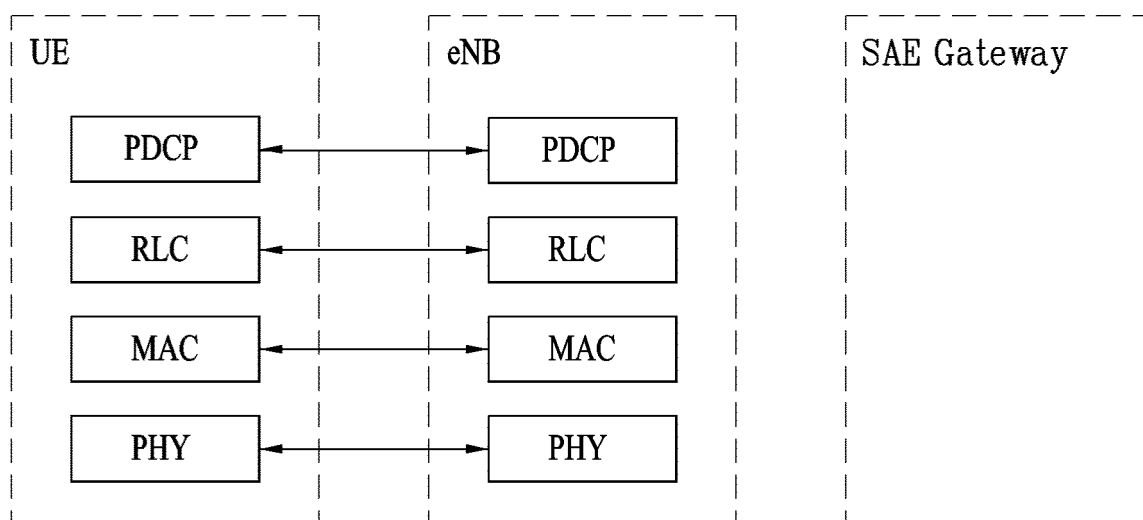 UE eNB SAE Gateway
PDCP PDCP
RLC RLC
MAC MAC
PHY PHY